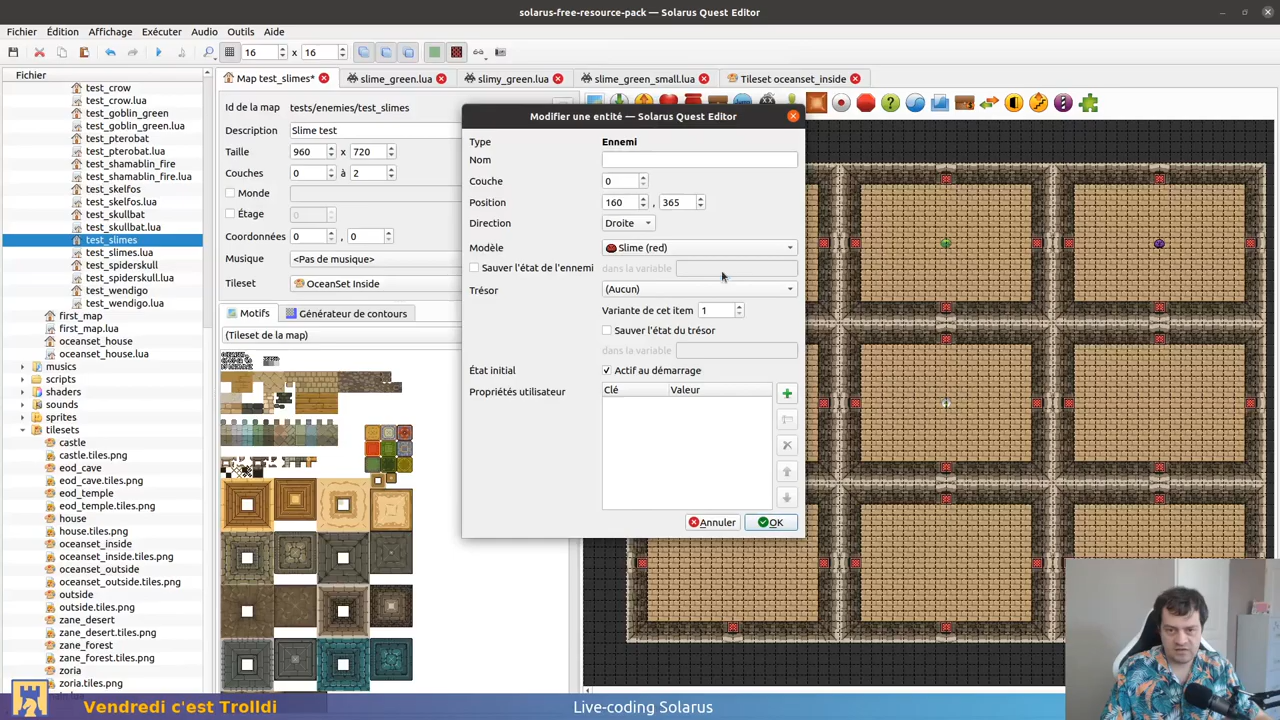 solarus-free-resource-pack — Solarus Quest Editor
Fichier Édition Affichage Exécuter Audio Outils Aide
16 x 16
Fichier
test_crow
test_crow.lua
test_goblin_green
test_goblin_green.lua
test_pterobat
test_pterobat.lua
test_shamablin_fire
test_shamablin_fire.lua
test_skelfos
test_skelfos.lua
test_skullbat
test_skullbat.lua
test_slimes
test_slimes.lua
test_spiderskull
test_spiderskull.lua
test_wendigo
test_wendigo.lua
first_map
first_map.lua
oceanset_house
oceanset_house.lua
musics
scripts
shaders
sounds
sprites
tilesets
castle
castle.tiles.png
eod_cave
eod_cave.tiles.png
eod_temple
eod_temple.tiles.png
house
house.tiles.png
oceanset_inside
oceanset_inside.tiles.png
oceanset_outside
oceanset_outside.tiles.png
outside
outside.tiles.png
zane_desert
zane_desert.tiles.png
zane_forest
zane_forest.tiles.png
zoria
zoria.tiles.png
Map test_slimes* slime_green.lua slimy_green.lua slime_green_small.lua Tileset oceanset_inside
Id de la map tests/enemies/test_slimes
Description Slime test
Taille 960 x 720
Couches 0 à 2
Monde
Étage 0
Coordonnées 0 , 0
Musique <Pas de musique>
Tileset OceanSet Inside
Motifs Générateur de contours
(Tileset de la map)
Modifier une entité — Solarus Quest Editor
Type Ennemi
Nom
Couche 0
Position 160 , 365
Direction Droite
Modèle Slime (red)
Sauver l'état de l'ennemi dans la variable
Trésor (Aucun)
Variante de cet item 1
Sauver l'état du trésor
dans la variable
État initial Actif au démarrage
Propriétés utilisateur Clé Valeur
Annuler OK
Vendredi c'est Trolldi Live-coding Solarus